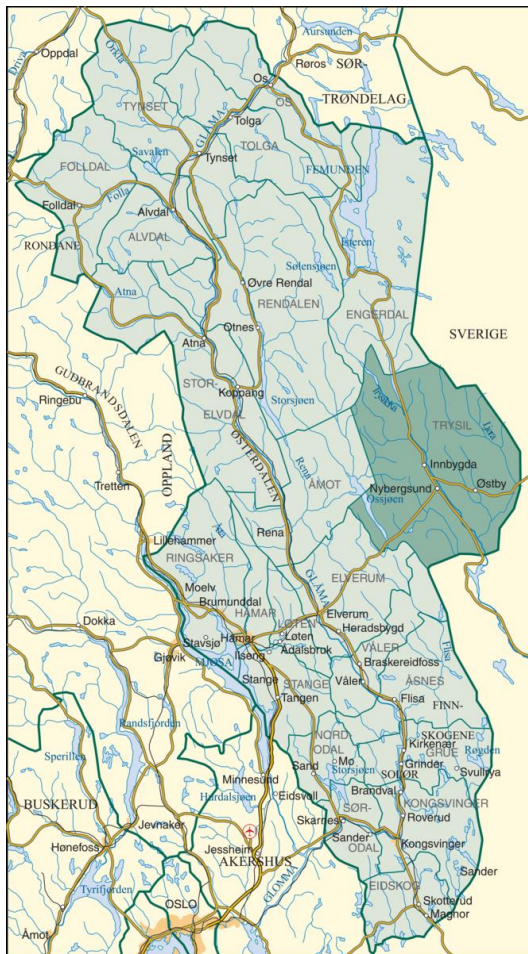 Aursunden
Oppdal
Driva
Orkla
Røros
SØR-
TRØNDELAG
Os
OS
TYNSET
GLÅMA
Tolga
TOLGA
Savalen
Tynset
FEMUNDEN
FOLLDAL
Folla
Folldal
Alvdal
ALVDAL
RONDANE
Isteren
Sølensjøen
Atna
Øvre Rendal
RENDALEN
ENGERDAL
Otnes
SVERIGE
Atna
GUDBRANDSDALEN
STOR-
ELVDAL
Koppang
Storsjøen
Ringebu
TRYSIL
ØSTERDALEN
OPPLAND
Innbygda
Tretten
Rena
ÅMOT
Nybergsund
Østby
Ossjøen
Rena
Lillehammer
RINGSAKER
ELVERUM
GLÅMA
Moelv
Brumunddal
HAMAR
LØTEN
Elverum
Dokka
Løten
Heradsbygd
Stavsjø
Hamar
Ådalsbruk
VÅLER
Flisa
Ilseng
Gjøvik
MJØSA
Braskereidfoss
Stange
STANGE
Våler
ÅSNES
Tangen
Flisa
FINN-
Randsfjorden
NORD
ODAL
SKOGENE
Kirkenær
GRUE
Røgden
Sperillen
Mo
Grinder
Svullrya
Sand
Storsjøen
SOLØR
Minnesund
BUSKERUD
Hurdalsjøen
Eidsvoll
Brandval
KONGSVINGER
SØR-
ODAL
Roverud
Jevnaker
Skarnes
Hønefoss
Sander
Kongsvinger
Jessheim
AKERSHUS
Tyrifjorden
GLOMMA
EIDSKOG
Sander
OSLO
Skotterud
Magnor
Åmot